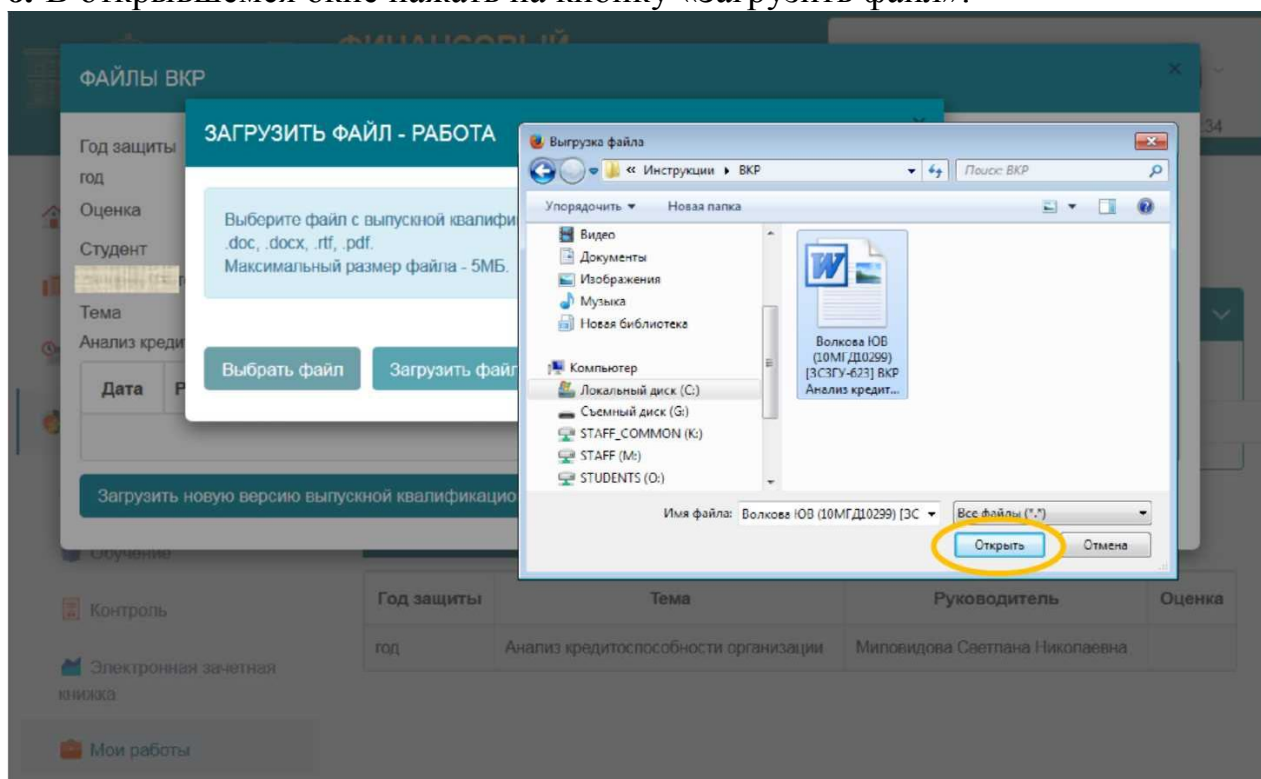 ФИНАНСОВЫЙ
ФАЙЛЫ ВКР
×
:34
Год защиты
год
Оценка
Студент
Тема
Анализ креди
Дата
Р
ЗАГРУЗИТЬ ФАЙЛ - РАБОТА
Выберите файл с выпускной квалифи
.doc, .docx, .rtf, .pdf.
Максимальный размер файла - 5МБ.
Выбрать файл
Загрузить файл
Выгрузка файла
« Инструкции ▸ ВКР
Поиск: ВКР
Упорядочить ▾ Новая папка
Видео
Документы
Изображения
Музыка
Новая библиотека
Компьютер
Локальный диск (C:)
Съемный диск (G:)
STAFF_COMMON (K:)
STAFF (M:)
STUDENTS (O:)
Волкова ЮВ
(10МГД10299)
[3С3ГУ-623] ВКР
Анализ кредит...
Имя файла: Волкова ЮВ (10МГД10299) [3С
Все файлы (*.*)
Открыть
Отмена
Загрузить новую версию выпускной квалификацио
Обучение
Контроль
Электронная зачетная
книжка
Мои работы
Год защиты Тема Руководитель Оценка
год Анализ кредитоспособности организации Миловидова Светлана Николаевна